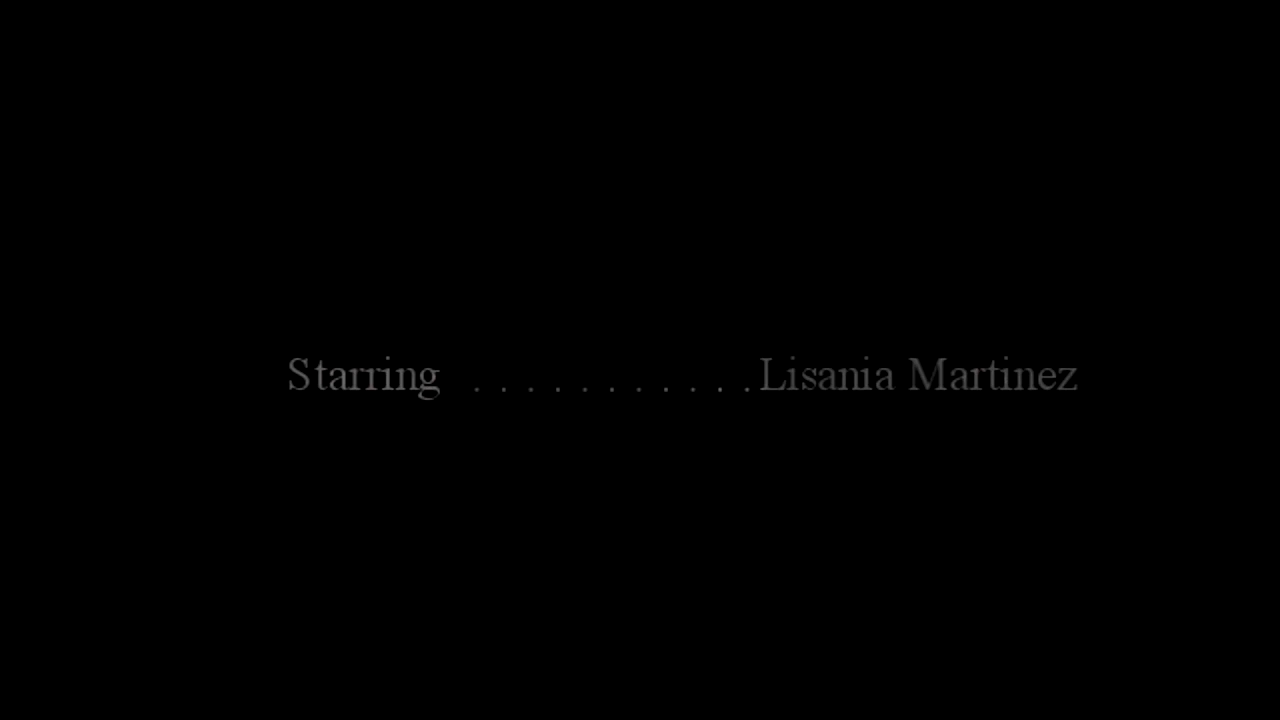 Starring . . . . . . . . . . . Lisania Martinez